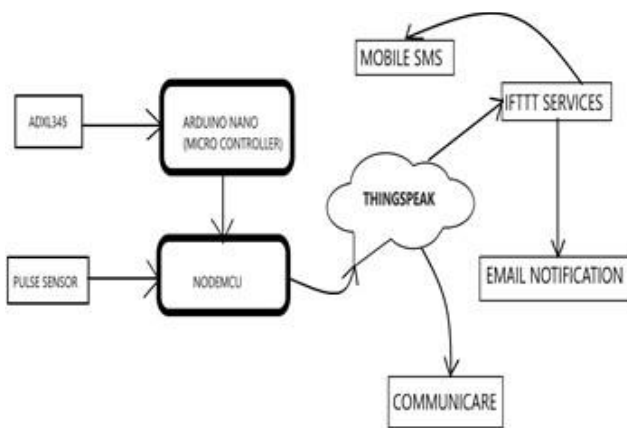 MOBILE SMS
IFTTT SERVICES
ADXL345
ARDUINO NANO
(MICRO CONTROLLER)
THINGSPEAK
PULSE SENSOR
NODEMCU
EMAIL NOTIFICATION
COMMUNICARE